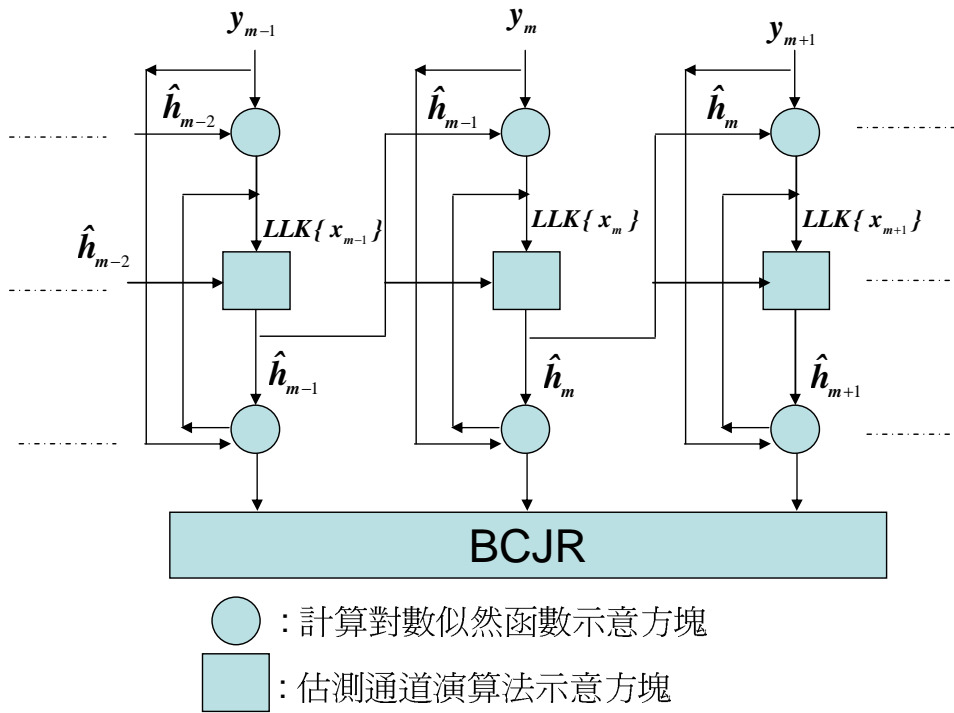 y_{m-1} y_m y_{m+1}
ĥ_{m-2} ĥ_{m-1} ĥ_m
LLK{ x_{m-1} } LLK{ x_m } LLK{ x_{m+1} }
ĥ_{m-2}
ĥ_{m-1} ĥ_m ĥ_{m+1}
BCJR
: 計算對數似然函數示意方塊
: 估測通道演算法示意方塊